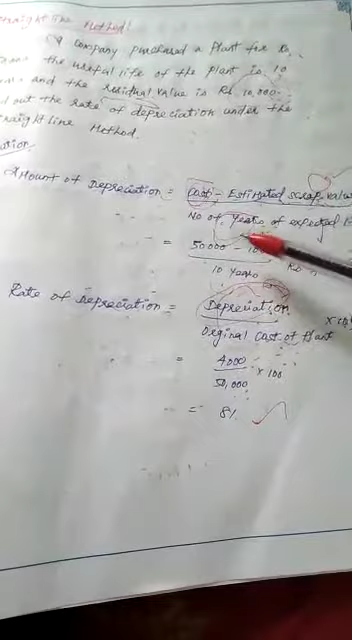 straight line Method:
Company purchased a Plant for Rs.
the useful life of the plant is 10
and the residual value is Rs 10,000.
out the rate of depreciation under the
straight line Method.
Amount of Depreciation = Cost - Estimated scrap value
No of Years of expected
= 50000 -
10 Years
Rate of Depreciation = Depreciation
Original Cost of Plant
= 4,000 × 100
50,000
= 8%